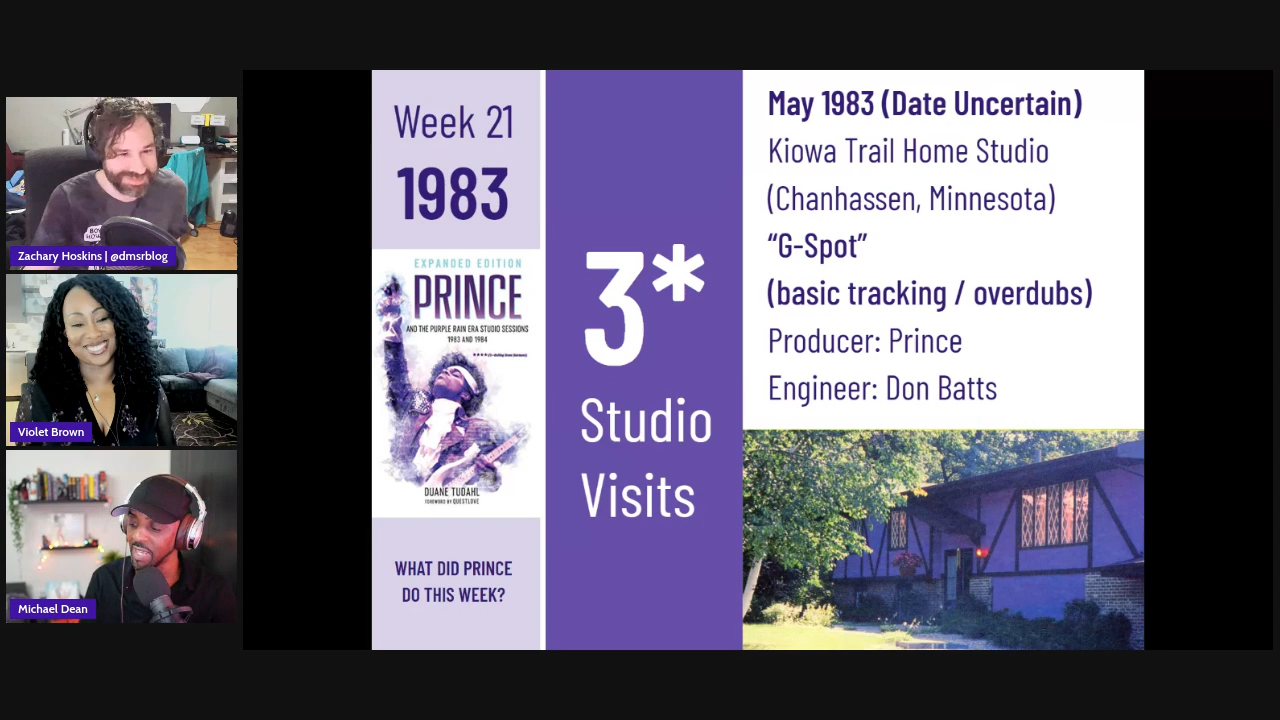 Zachary Hoskins | @dmsrblog
Violet Brown
Michael Dean
Week 21
1983
EXPANDED EDITION
PRINCE
AND THE PURPLE RAIN ERA STUDIO SESSIONS
1983 AND 1984
DUANE TUDAHL
FOREWORD BY QUESTLOVE
WHAT DID PRINCE
DO THIS WEEK?
3*
Studio
Visits
May 1983 (Date Uncertain)
Kiowa Trail Home Studio
(Chanhassen, Minnesota)
“G-Spot”
(basic tracking / overdubs)
Producer: Prince
Engineer: Don Batts